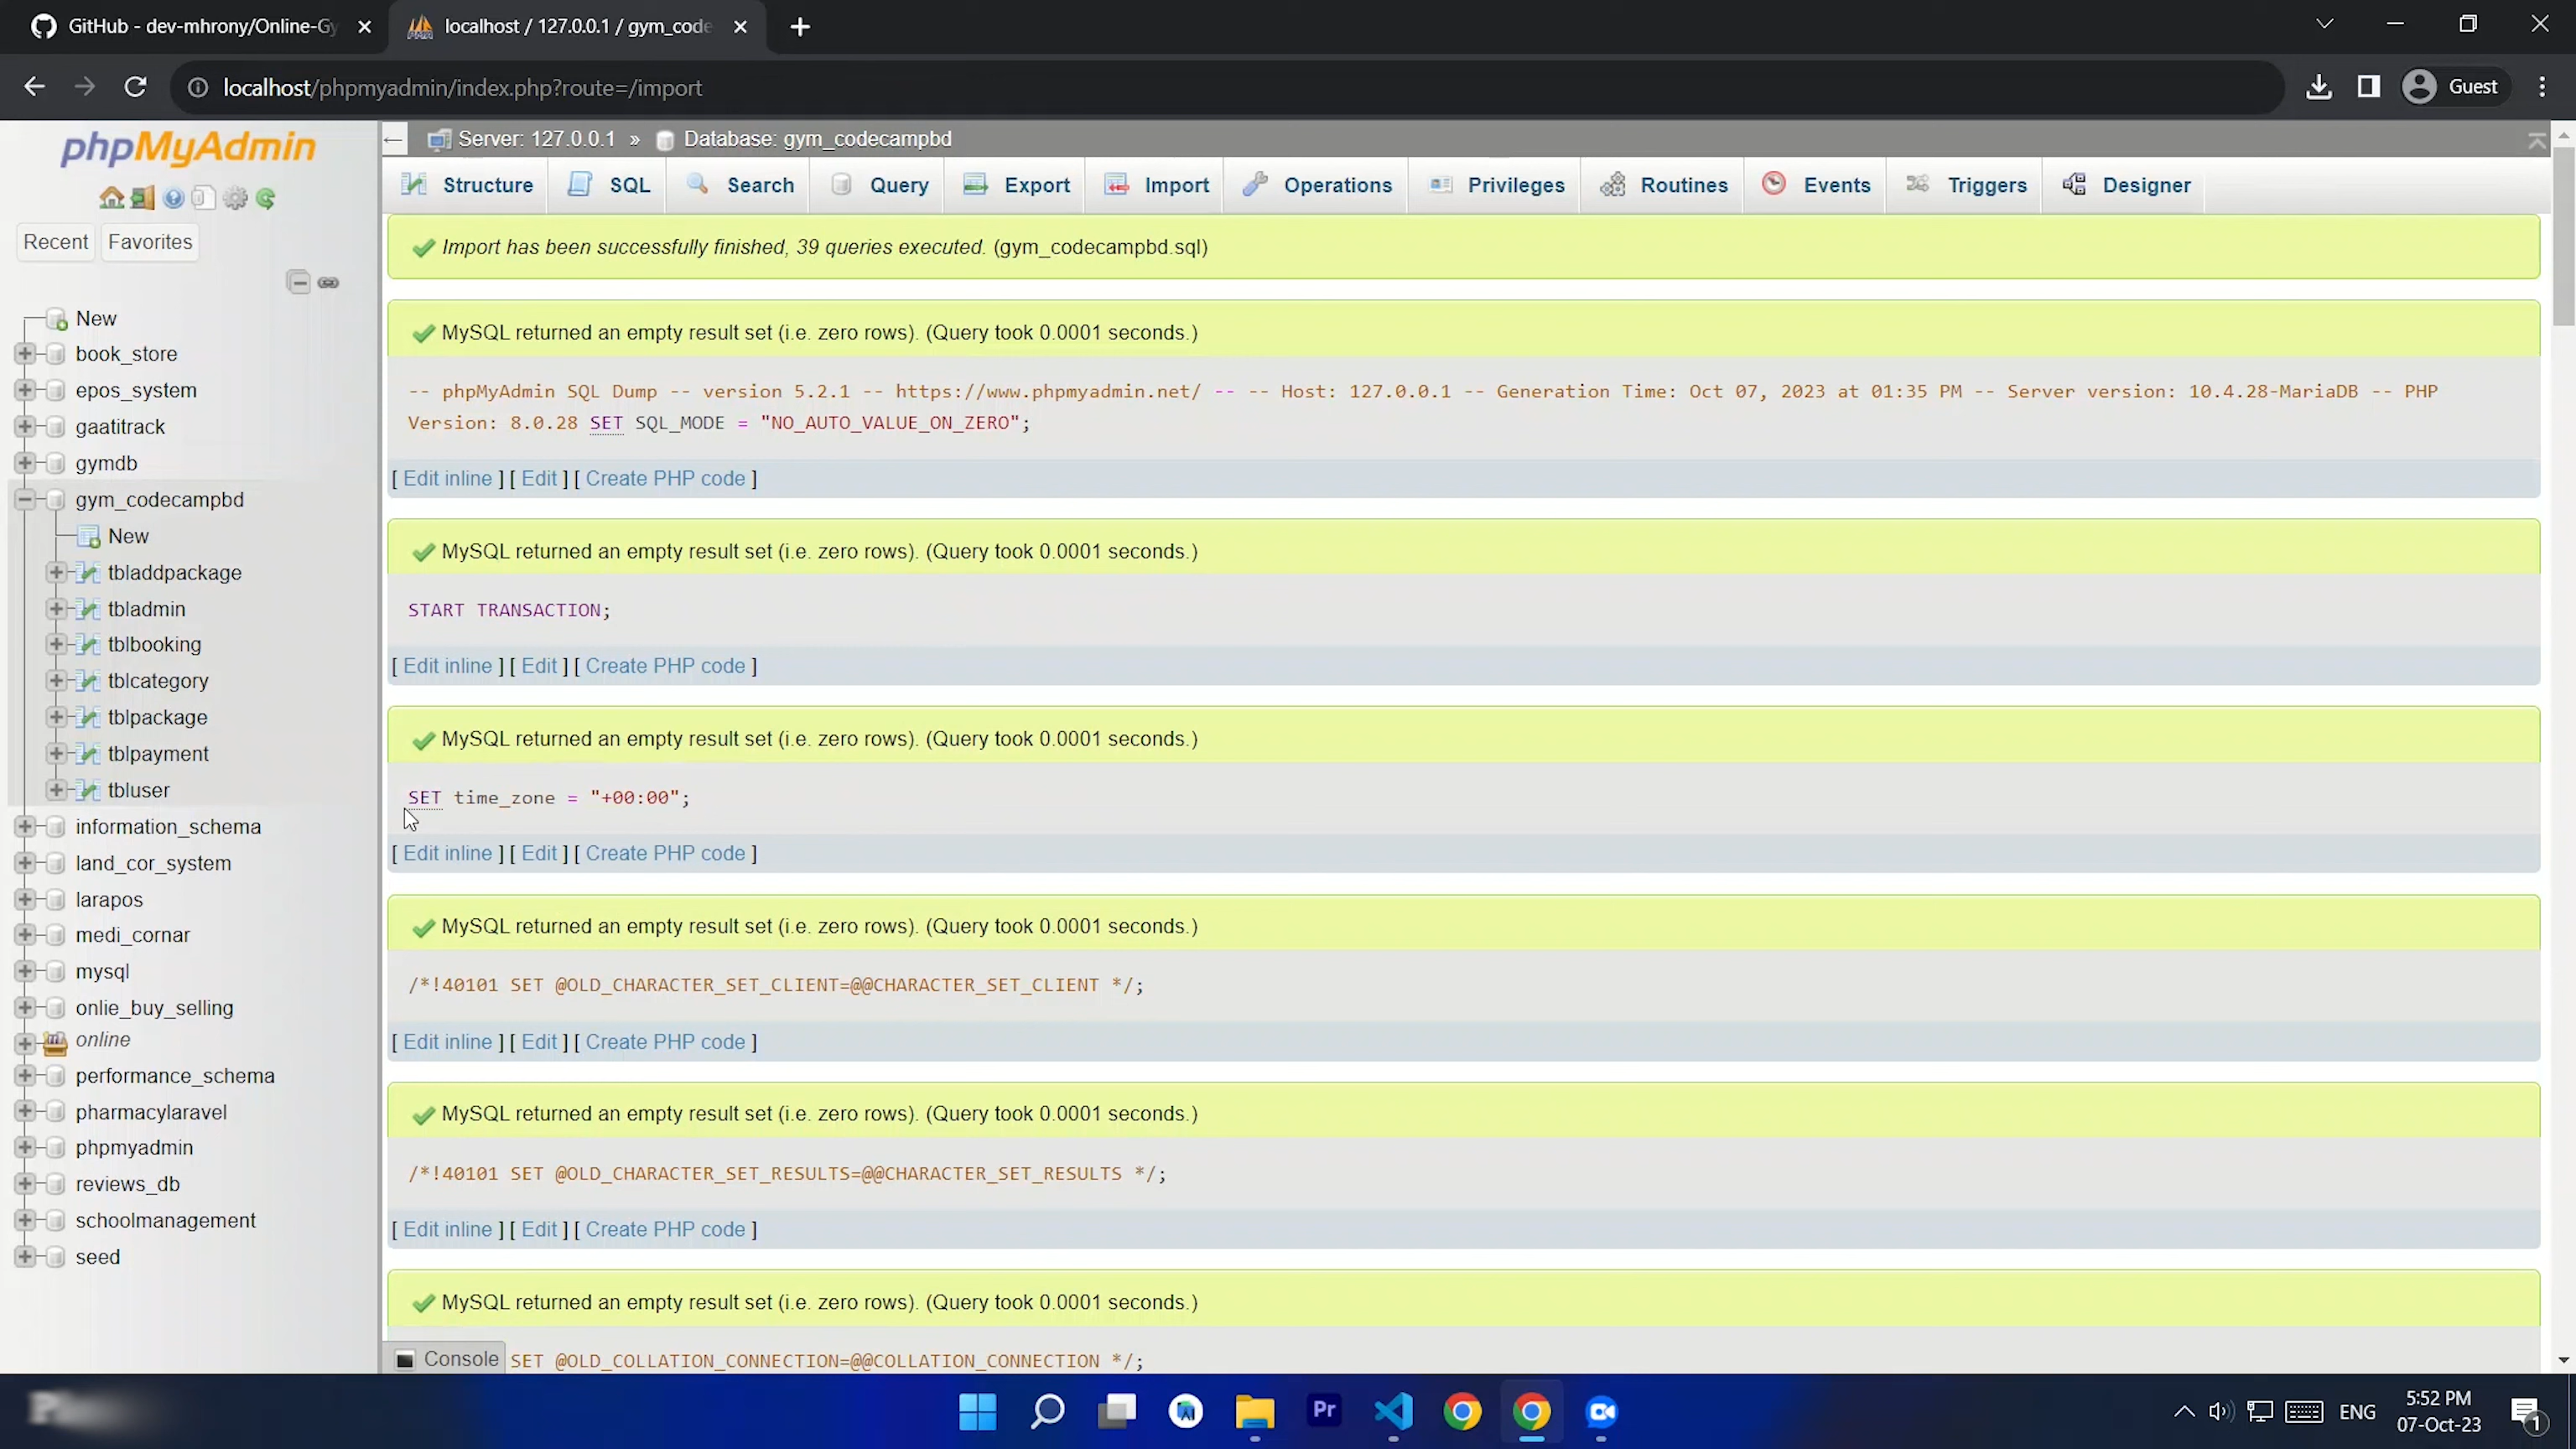 GitHub - dev-mhrony/Online-Gy
localhost / 127.0.0.1 / gym_code
localhost/phpmyadmin/index.php?route=/import
Guest
phpMyAdmin
Recent
Favorites
New
book_store
epos_system
gaatitrack
gymdb
gym_codecampbd
New
tbladdpackage
tbladmin
tblbooking
tblcategory
tblpackage
tblpayment
tbluser
information_schema
land_cor_system
larapos
medi_cornar
mysql
onlie_buy_selling
online
performance_schema
pharmacylaravel
phpmyadmin
reviews_db
schoolmanagement
seed
Server: 127.0.0.1 » Database: gym_codecampbd
Structure SQL Search Query Export Import Operations Privileges Routines Events Triggers Designer
Import has been successfully finished, 39 queries executed. (gym_codecampbd.sql)
MySQL returned an empty result set (i.e. zero rows). (Query took 0.0001 seconds.)
-- phpMyAdmin SQL Dump -- version 5.2.1 -- https://www.phpmyadmin.net/ -- -- Host: 127.0.0.1 -- Generation Time: Oct 07, 2023 at 01:35 PM -- Server version: 10.4.28-MariaDB -- PHP
Version: 8.0.28 SET SQL_MODE = "NO_AUTO_VALUE_ON_ZERO";
[ Edit inline ] [ Edit ] [ Create PHP code ]
MySQL returned an empty result set (i.e. zero rows). (Query took 0.0001 seconds.)
START TRANSACTION;
[ Edit inline ] [ Edit ] [ Create PHP code ]
MySQL returned an empty result set (i.e. zero rows). (Query took 0.0001 seconds.)
SET time_zone = "+00:00";
[ Edit inline ] [ Edit ] [ Create PHP code ]
MySQL returned an empty result set (i.e. zero rows). (Query took 0.0001 seconds.)
/*!40101 SET @OLD_CHARACTER_SET_CLIENT=@@CHARACTER_SET_CLIENT */;
[ Edit inline ] [ Edit ] [ Create PHP code ]
MySQL returned an empty result set (i.e. zero rows). (Query took 0.0001 seconds.)
/*!40101 SET @OLD_CHARACTER_SET_RESULTS=@@CHARACTER_SET_RESULTS */;
[ Edit inline ] [ Edit ] [ Create PHP code ]
MySQL returned an empty result set (i.e. zero rows). (Query took 0.0001 seconds.)
Console SET @OLD_COLLATION_CONNECTION=@@COLLATION_CONNECTION */;
Pr
ENG
5:52 PM
07-Oct-23
1